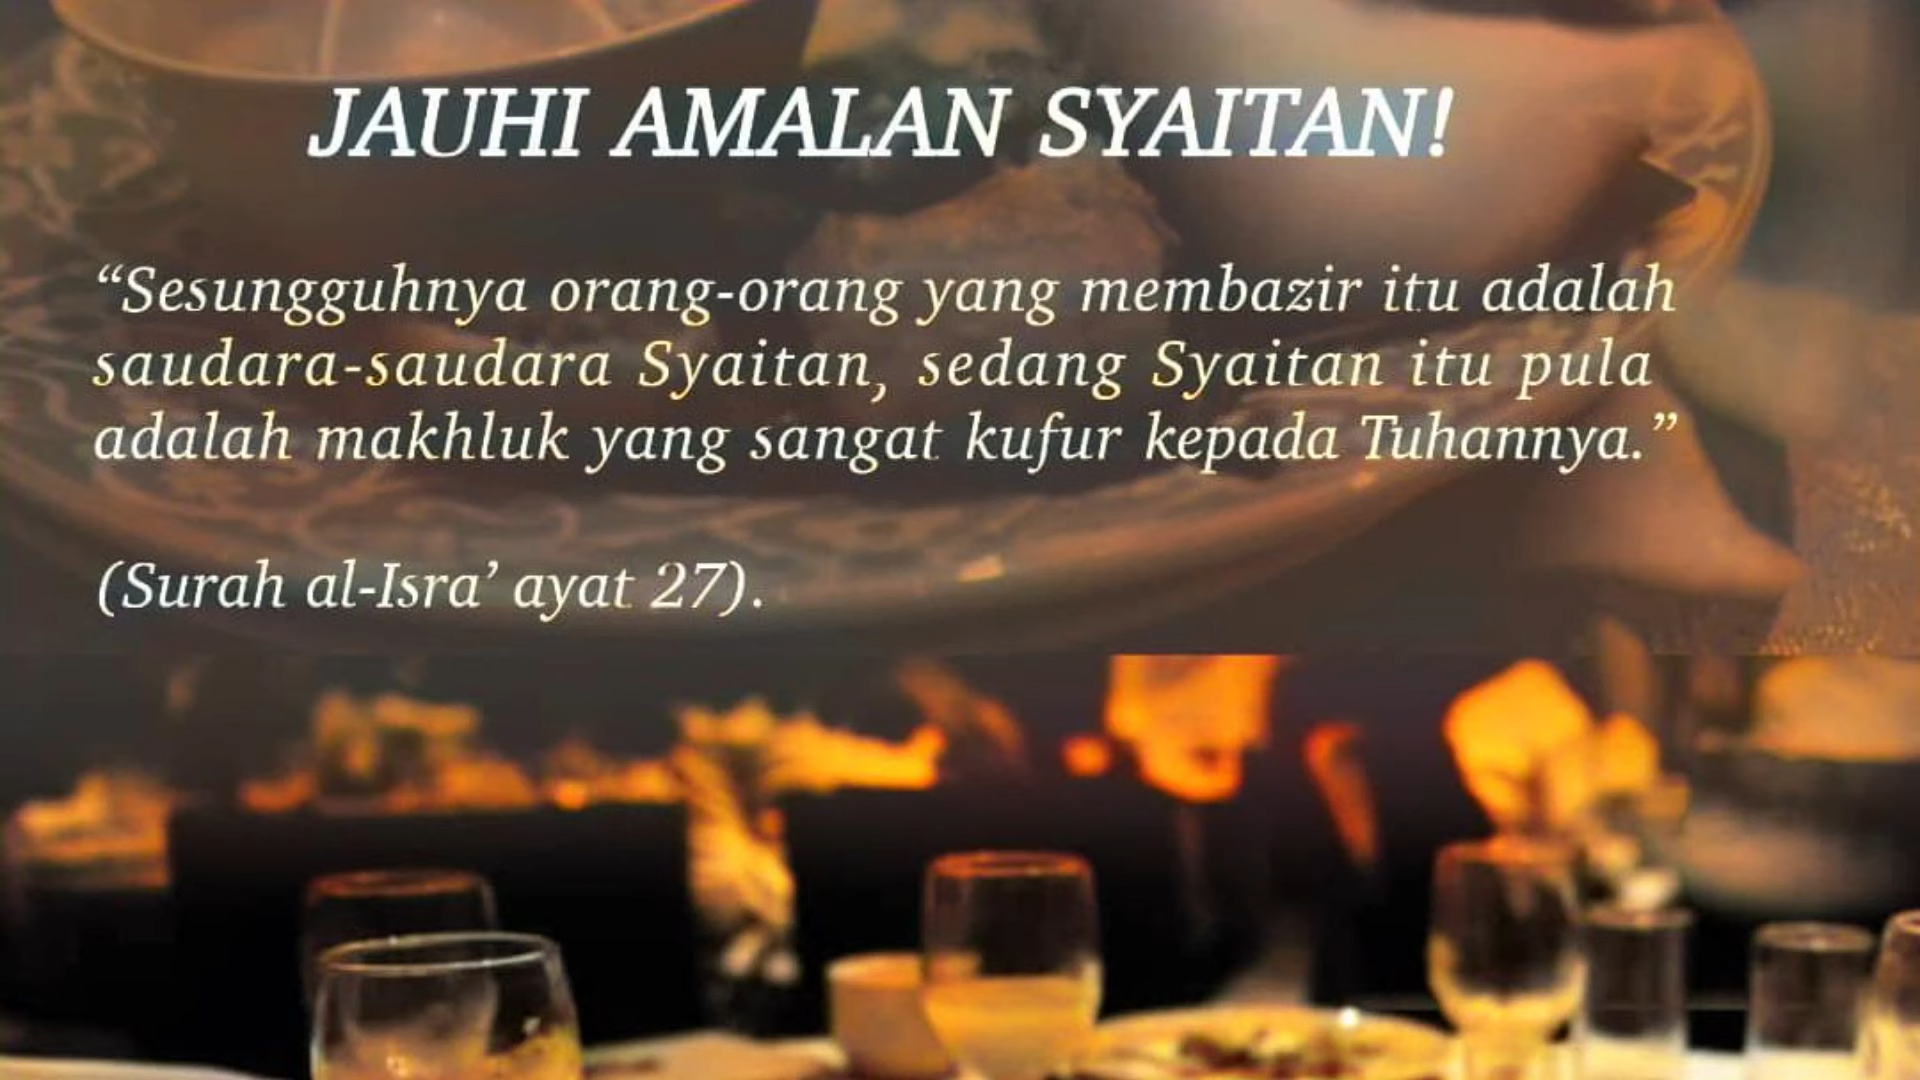 JAUHI AMALAN SYAITAN!
“Sesungguhnya orang-orang yang membazir itu adalah
saudara-saudara Syaitan, sedang Syaitan itu pula
adalah makhluk yang sangat kufur kepada Tuhannya.”
(Surah al-Isra’ ayat 27).